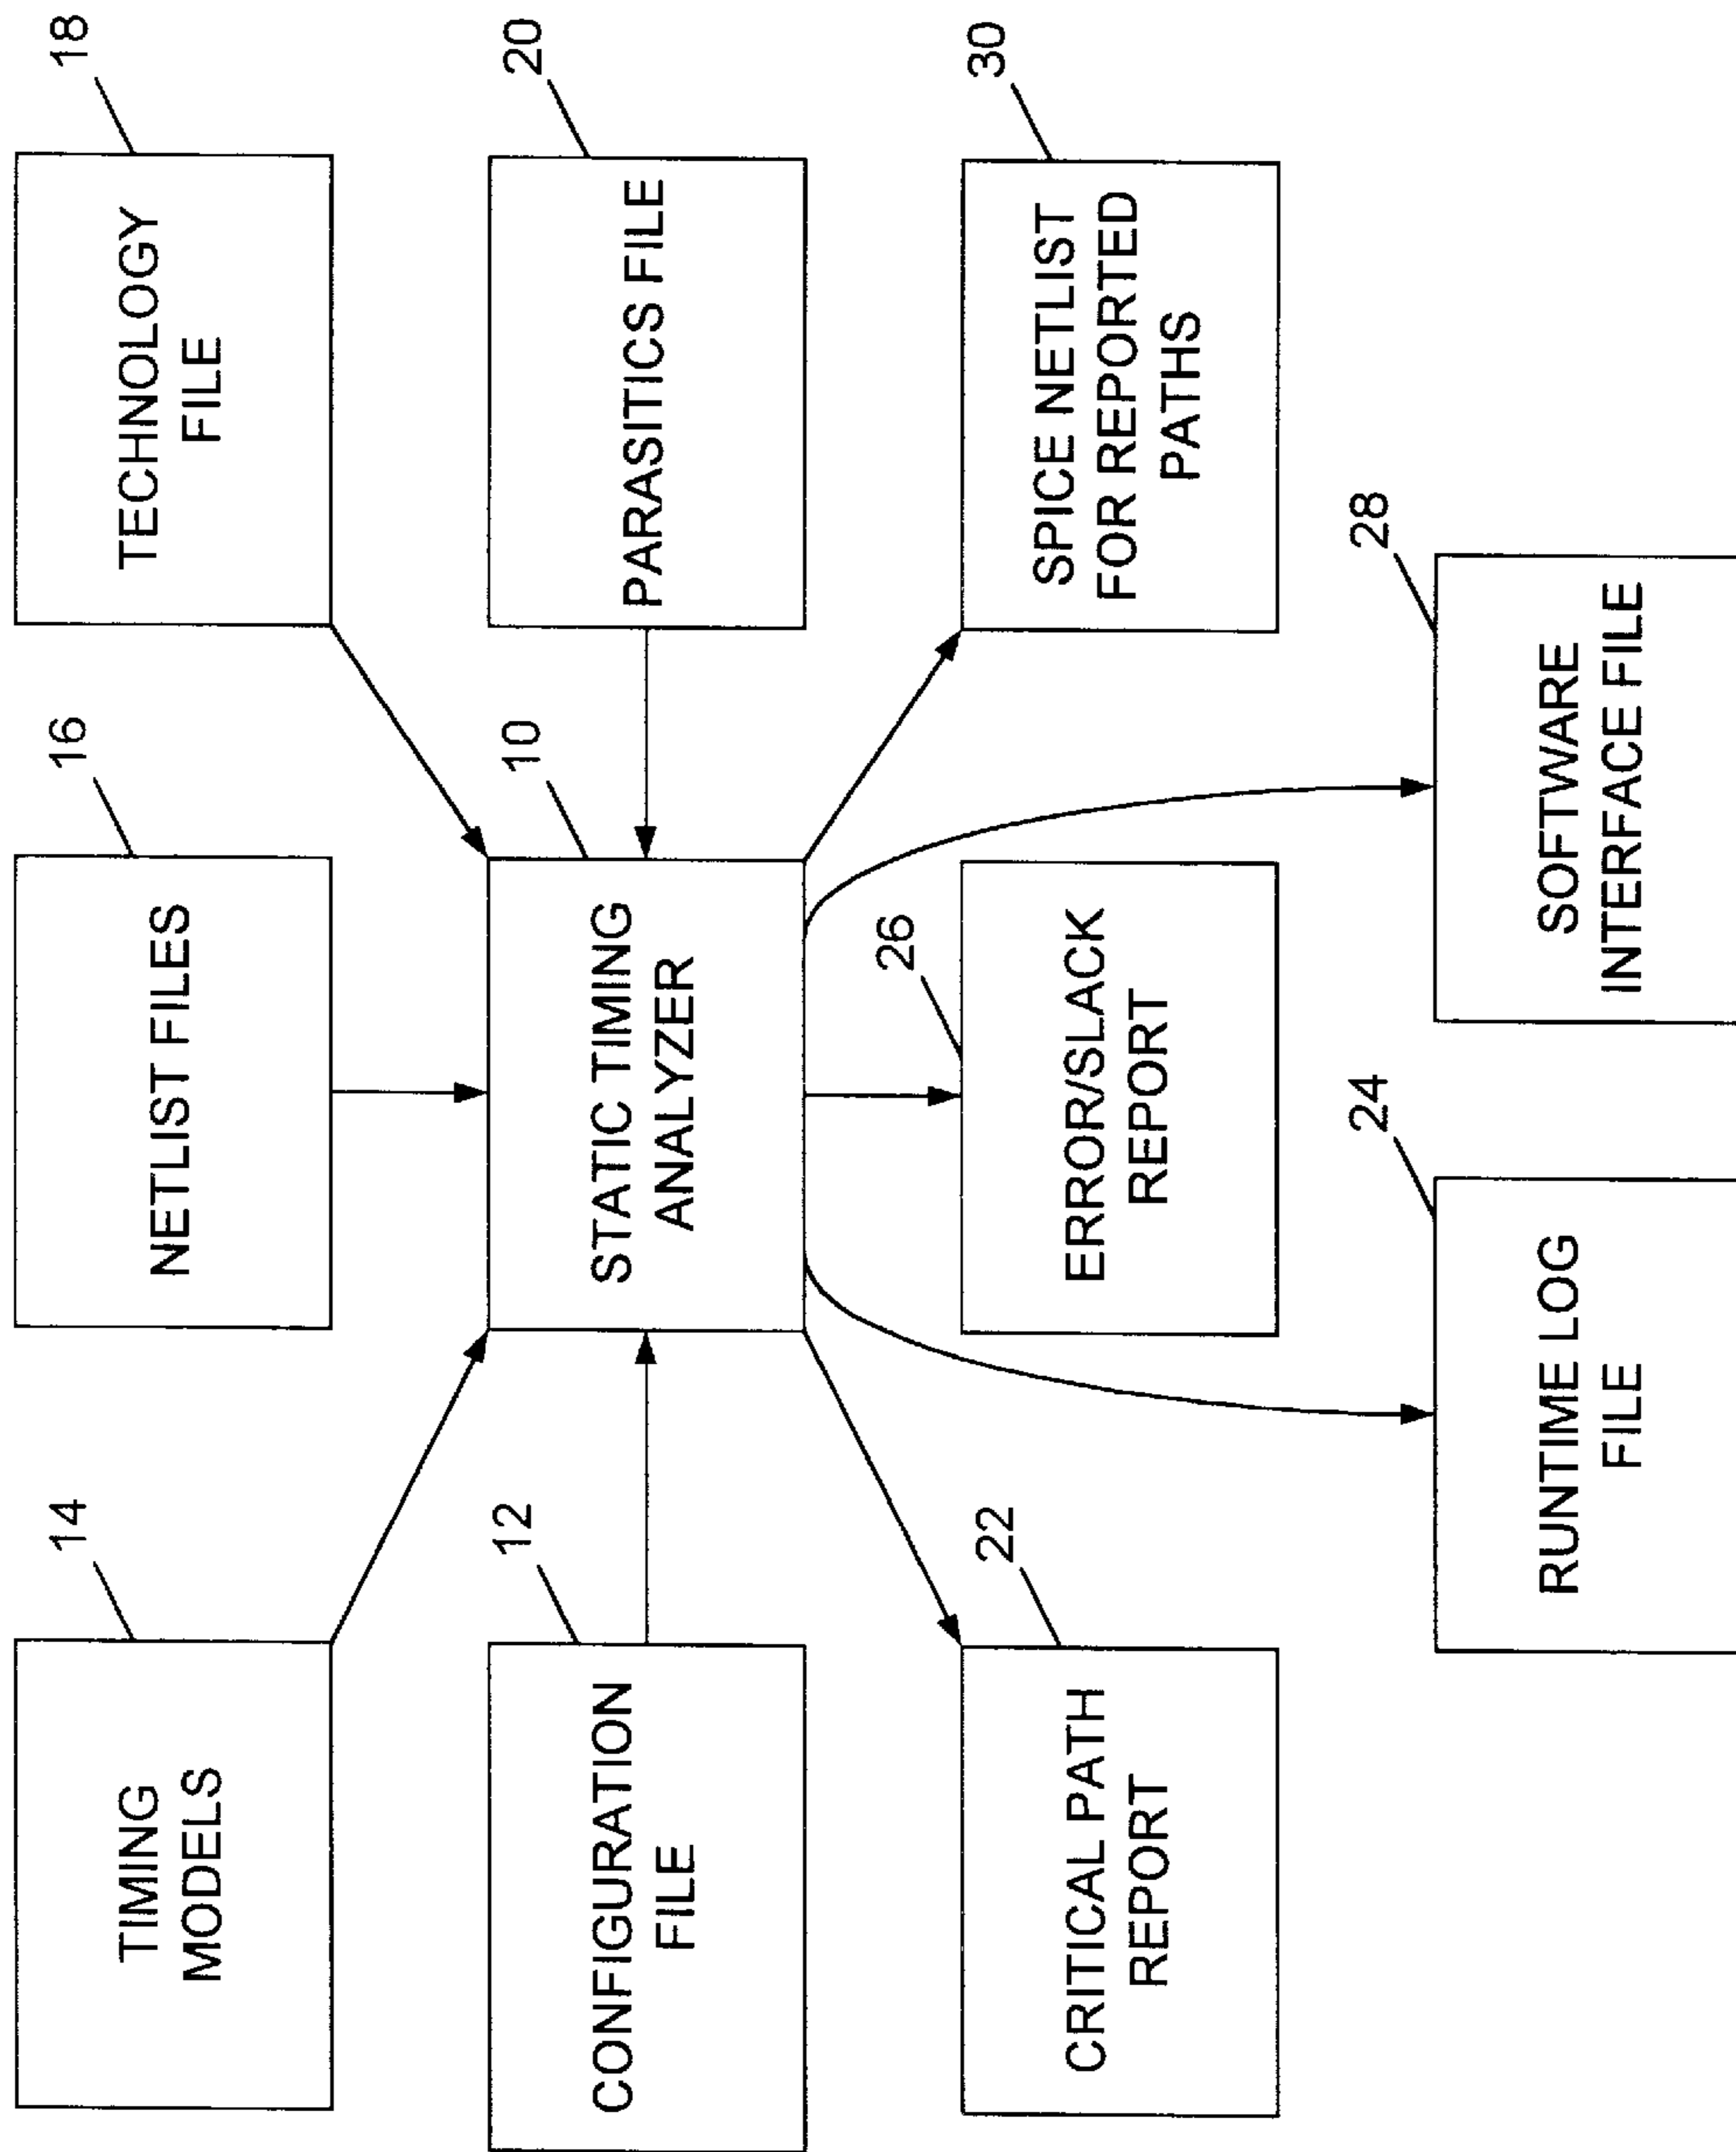 14
TIMING
MODELS
16
NETLIST FILES
18
TECHNOLOGY
FILE
12
CONFIGURATION
FILE
10
STATIC TIMING
ANALYZER
20
PARASITICS FILE
22
CRITICAL PATH
REPORT
26
ERROR/SLACK
REPORT
30
SPICE NETLIST
FOR REPORTED
PATHS
24
RUNTIME LOG
FILE
28
SOFTWARE
INTERFACE FILE